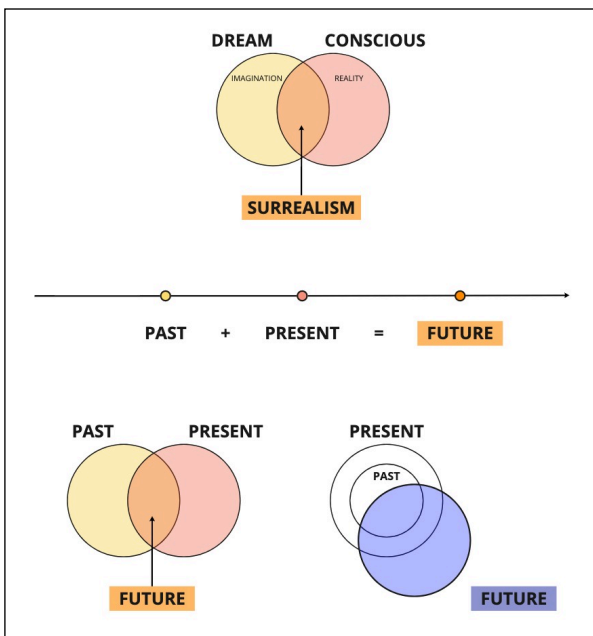 DREAM CONSCIOUS
IMAGINATION REALITY
SURREALISM
PAST + PRESENT = FUTURE
PAST PRESENT
FUTURE
PRESENT
PAST
FUTURE